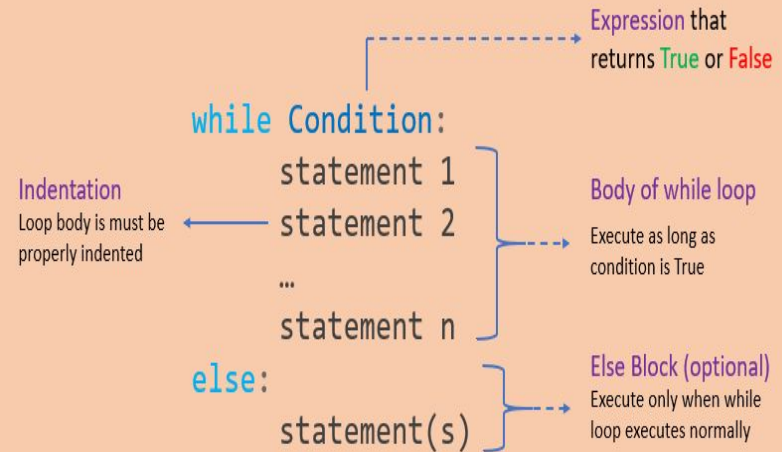 Expression that
returns True or False
while Condition:
statement 1
Indentation
Loop body is must be
properly indented
statement 2
...
statement n
Body of while loop
Execute as long as
condition is True
else:
statement(s)
Else Block (optional)
Execute only when while
loop executes normally